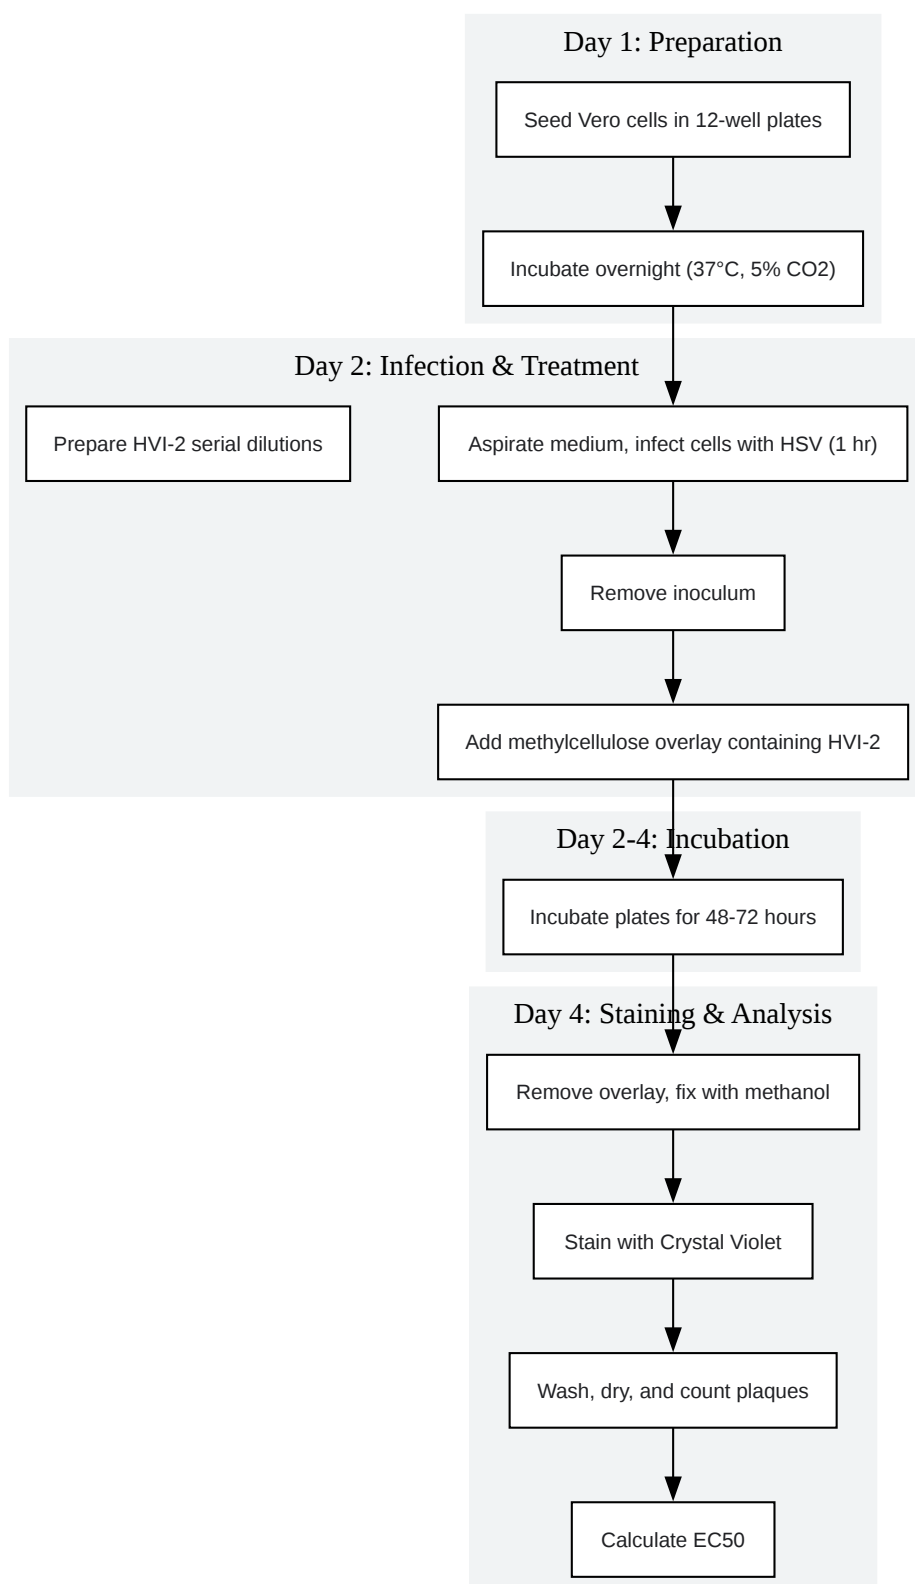 Day 1: Preparation
Seed Vero cells in 12-well plates
Incubate overnight (37°C, 5% CO2)
Day 2: Infection & Treatment
Prepare HVI-2 serial dilutions
Aspirate medium, infect cells with HSV (1 hr)
Remove inoculum
Add methylcellulose overlay containing HVI-2
Day 2-4: Incubation
Incubate plates for 48-72 hours
Day 4: Staining & Analysis
Remove overlay, fix with methanol
Stain with Crystal Violet
Wash, dry, and count plaques
Calculate EC50